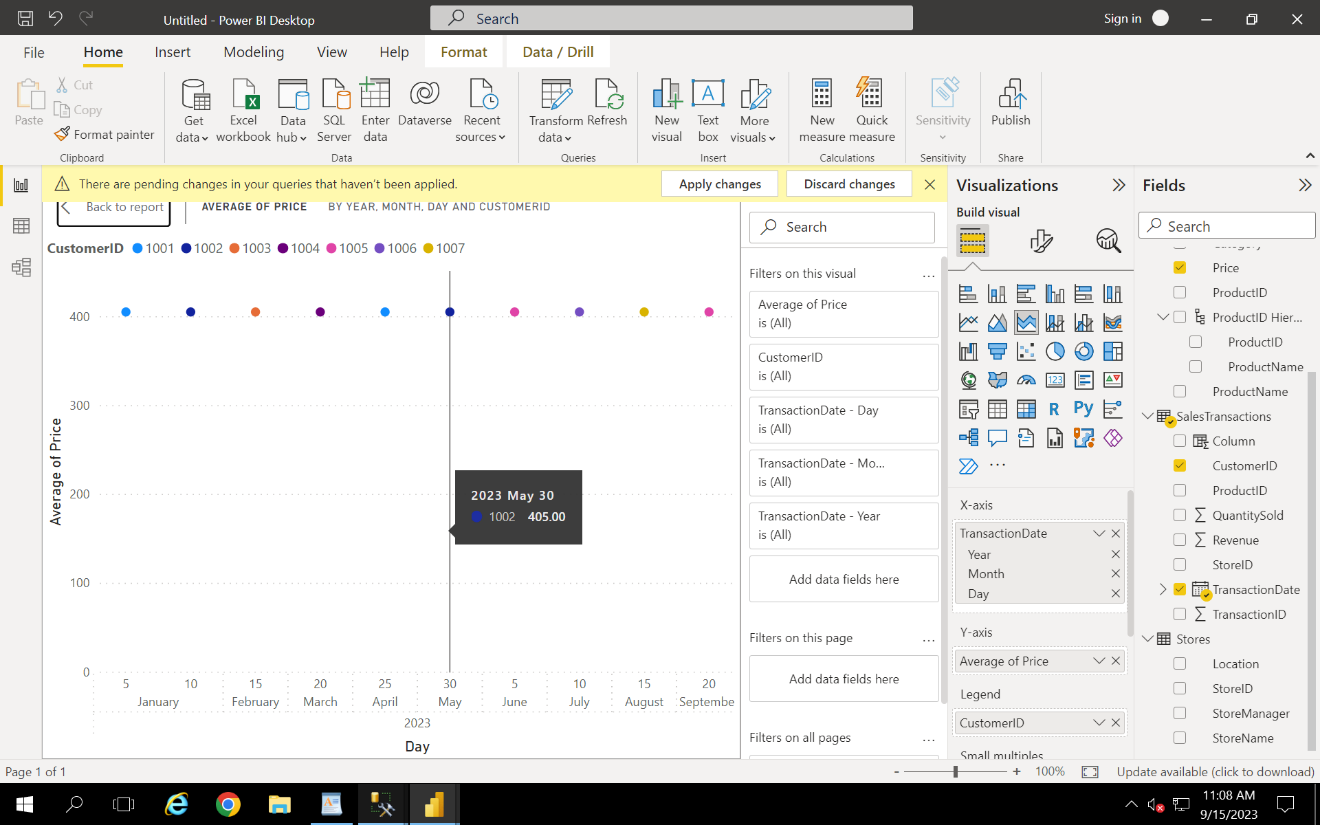 Untitled - Power BI Desktop
Search
Sign in
File
Home
Insert
Modeling
View
Help
Format
Data / Drill
Paste
Cut
Copy
Format painter
Clipboard
Get
data
Excel
workbook
Data
hub
SQL
Server
Enter
data
Dataverse
Recent
sources
Data
Transform
data
Refresh
Queries
New
visual
Text
box
More
visuals
Insert
New
measure
Quick
measure
Calculations
Sensitivity
Sensitivity
Publish
Share
There are pending changes in your queries that haven't been applied.
Apply changes
Discard changes
Back to report
AVERAGE OF PRICE
BY YEAR, MONTH, DAY AND CUSTOMERID
CustomerID
1001
1002
1003
1004
1005
1006
1007
400
300
200
100
0
Average of Price
2023 May 30
1002 405.00
5
10
15
20
25
30
5
10
15
20
January
February
March
April
May
June
July
August
Septembe
2023
Day
Search
Filters on this visual
...
Average of Price
is (All)
CustomerID
is (All)
TransactionDate - Day
is (All)
TransactionDate - Mo...
is (All)
TransactionDate - Year
is (All)
Add data fields here
Filters on this page
...
Add data fields here
Filters on all pages
...
Visualizations
Build visual
123
R
Py
...
X-axis
TransactionDate
Year
Month
Day
Y-axis
Average of Price
Legend
CustomerID
Small multiples
Fields
Search
Category
Price
ProductID
ProductID Hier...
ProductID
ProductName
ProductName
SalesTransactions
Column
CustomerID
ProductID
QuantitySold
Revenue
StoreID
TransactionDate
TransactionID
Stores
Location
StoreID
StoreManager
StoreName
Page 1 of 1
-
+
100%
Update available (click to download)
11:08 AM
9/15/2023